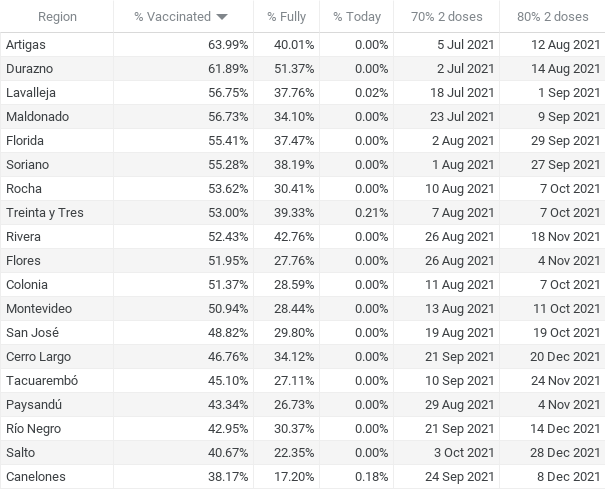 Region % Vaccinated % Fully % Today 70% 2 doses 80% 2 doses
Artigas 63.99% 40.01% 0.00% 5 Jul 2021 12 Aug 2021
Durazno 61.89% 51.37% 0.00% 2 Jul 2021 14 Aug 2021
Lavalleja 56.75% 37.76% 0.02% 18 Jul 2021 1 Sep 2021
Maldonado 56.73% 34.10% 0.00% 23 Jul 2021 9 Sep 2021
Florida 55.41% 37.47% 0.00% 2 Aug 2021 29 Sep 2021
Soriano 55.28% 38.19% 0.00% 1 Aug 2021 27 Sep 2021
Rocha 53.62% 30.41% 0.00% 10 Aug 2021 7 Oct 2021
Treinta y Tres 53.00% 39.33% 0.21% 7 Aug 2021 7 Oct 2021
Rivera 52.43% 42.76% 0.00% 26 Aug 2021 18 Nov 2021
Flores 51.95% 27.76% 0.00% 26 Aug 2021 4 Nov 2021
Colonia 51.37% 28.59% 0.00% 11 Aug 2021 7 Oct 2021
Montevideo 50.94% 28.44% 0.00% 13 Aug 2021 11 Oct 2021
San José 48.82% 29.80% 0.00% 19 Aug 2021 19 Oct 2021
Cerro Largo 46.76% 34.12% 0.00% 21 Sep 2021 20 Dec 2021
Tacuarembó 45.10% 27.11% 0.00% 10 Sep 2021 24 Nov 2021
Paysandú 43.34% 26.73% 0.00% 29 Aug 2021 4 Nov 2021
Río Negro 42.95% 30.37% 0.00% 21 Sep 2021 14 Dec 2021
Salto 40.67% 22.35% 0.00% 3 Oct 2021 28 Dec 2021
Canelones 38.17% 17.20% 0.18% 24 Sep 2021 8 Dec 2021